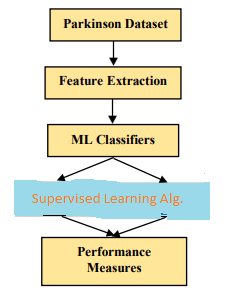 Parkinson Dataset
Feature Extraction
ML Classifiers
Supervised Learning Alg.
Performance
Measures